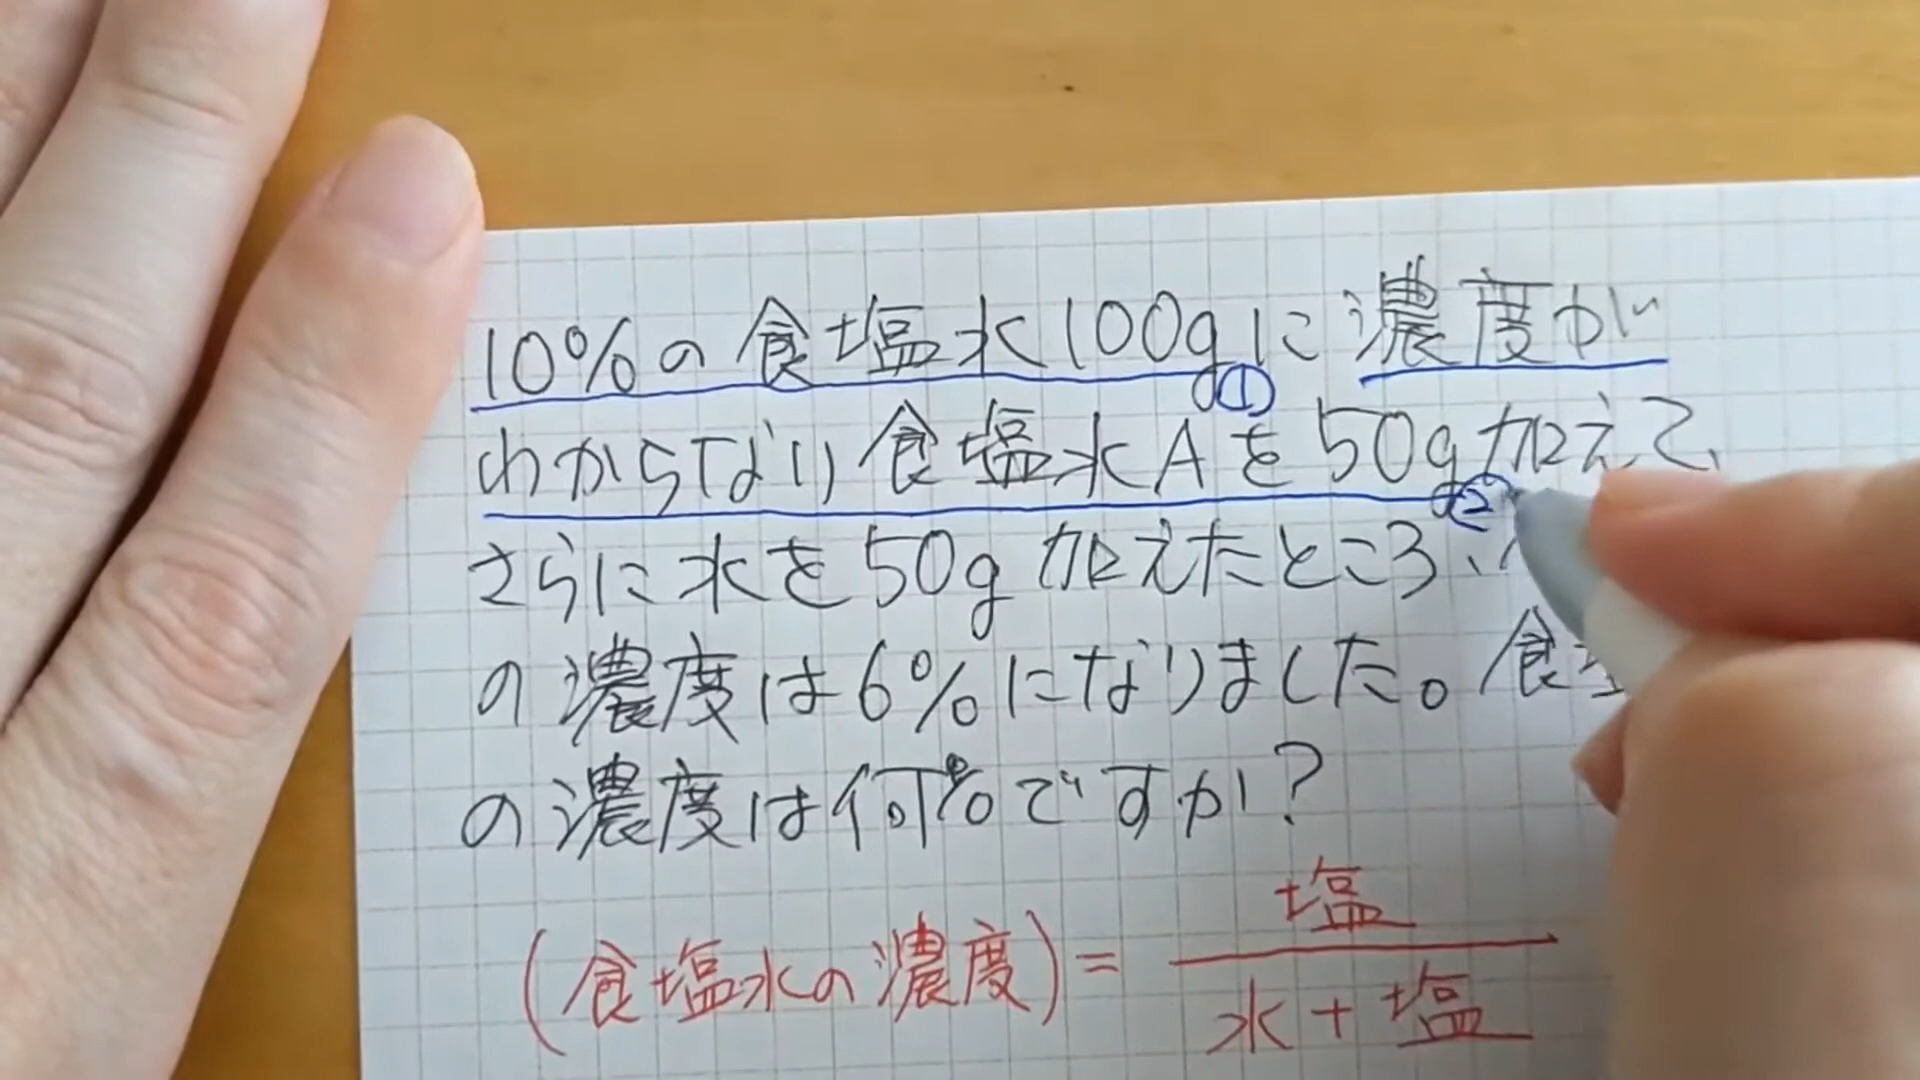 10%の食塩水100gに濃度が
①
わからない食塩水Aを50g加えて、
②
さらに水を50g加えたところ、
の濃度は6%になりました。食
の濃度は何%ですか?
(食塩水の濃度)=
塩
水+塩